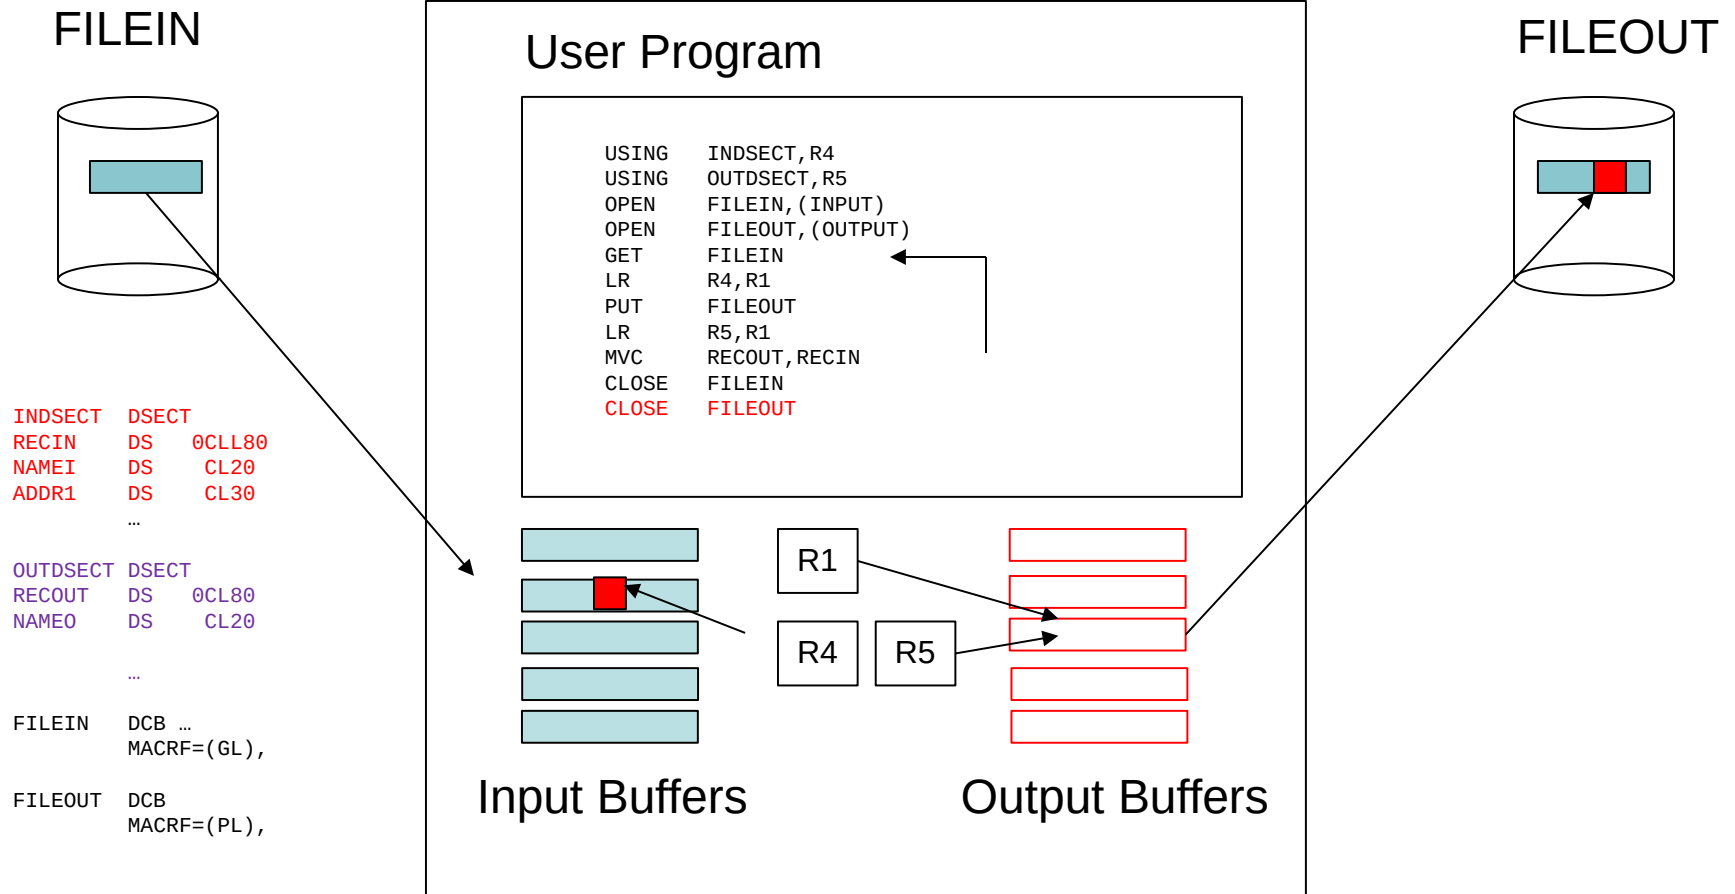 FILEIN
User Program
FILEOUT
USING INDSECT,R4
USING OUTDSECT,R5
OPEN FILEIN,(INPUT)
OPEN FILEOUT,(OUTPUT)
GET FILEIN
LR R4,R1
PUT FILEOUT
LR R5,R1
MVC RECOUT,RECIN
CLOSE FILEIN
CLOSE FILEOUT
INDSECT DSECT
RECIN DS 0CLL80
NAMEI DS CL20
ADDR1 DS CL30
…
OUTDSECT DSECT
RECOUT DS 0CL80
NAMEO DS CL20
…
FILEIN DCB …
MACRF=(GL),
FILEOUT DCB
MACRF=(PL),
R1
R4
R5
Input Buffers
Output Buffers